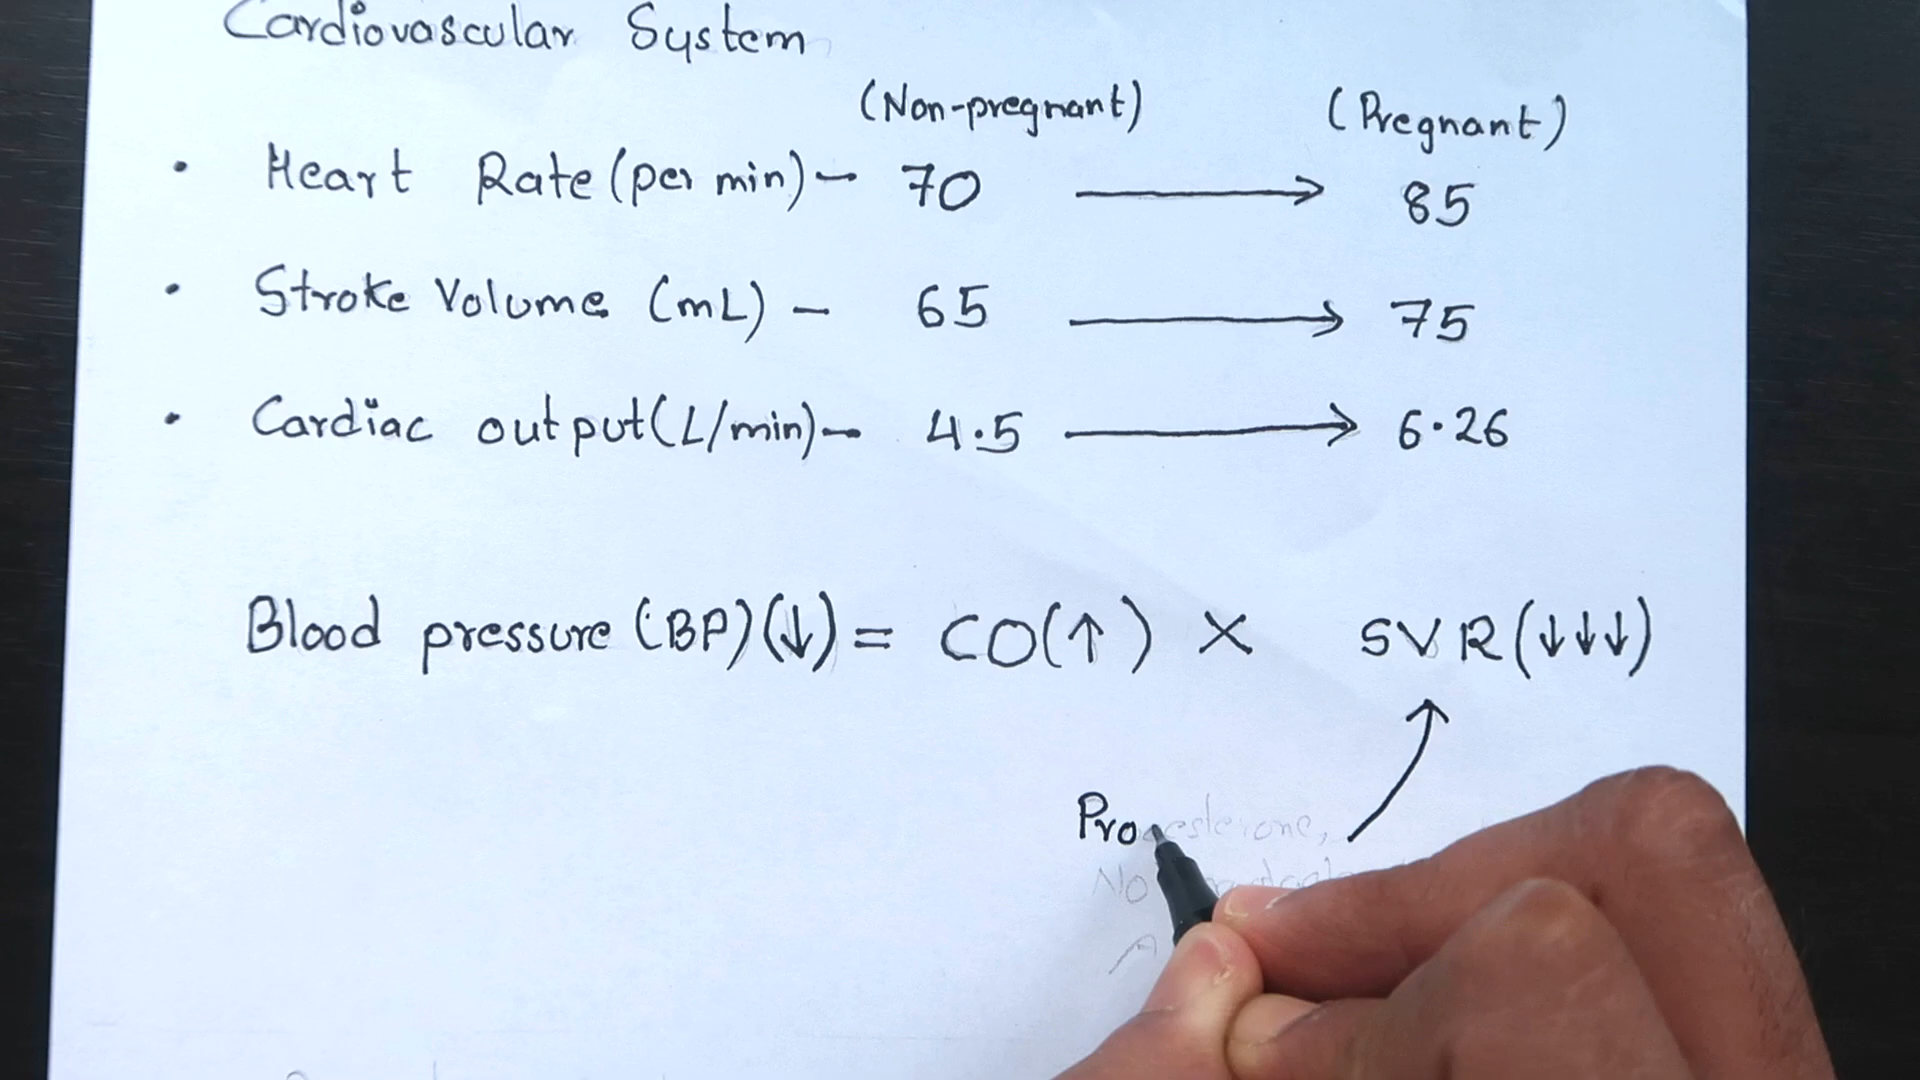 Cardiovascular System
(Non-pregnant) (Pregnant)
• Heart Rate (per min) – 70 → 85
• Stroke Volume (mL) – 65 → 75
• Cardiac output (L/min) – 4.5 → 6.26
Blood pressure (BP)(↓) = CO(↑) × SVR(↓↓↓)
Pro